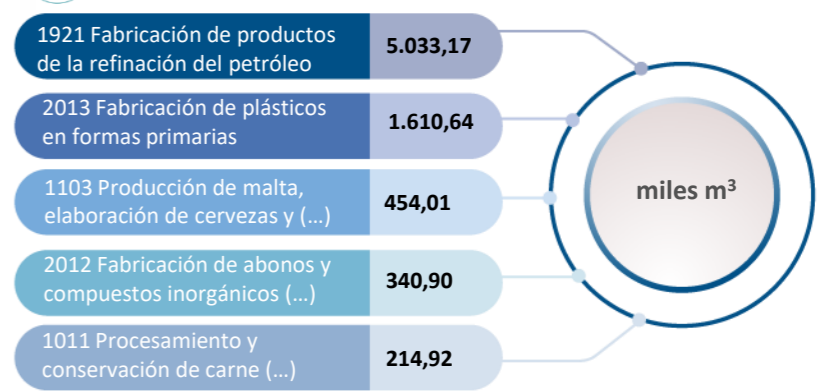 1921 Fabricación de productos
de la refinación del petróleo
5.033,17
2013 Fabricación de plásticos
en formas primarias
1.610,64
1103 Producción de malta,
elaboración de cervezas y (...)
454,01
2012 Fabricación de abonos y
compuestos inorgánicos (...)
340,90
1011 Procesamiento y
conservación de carne (...)
214,92
miles m³